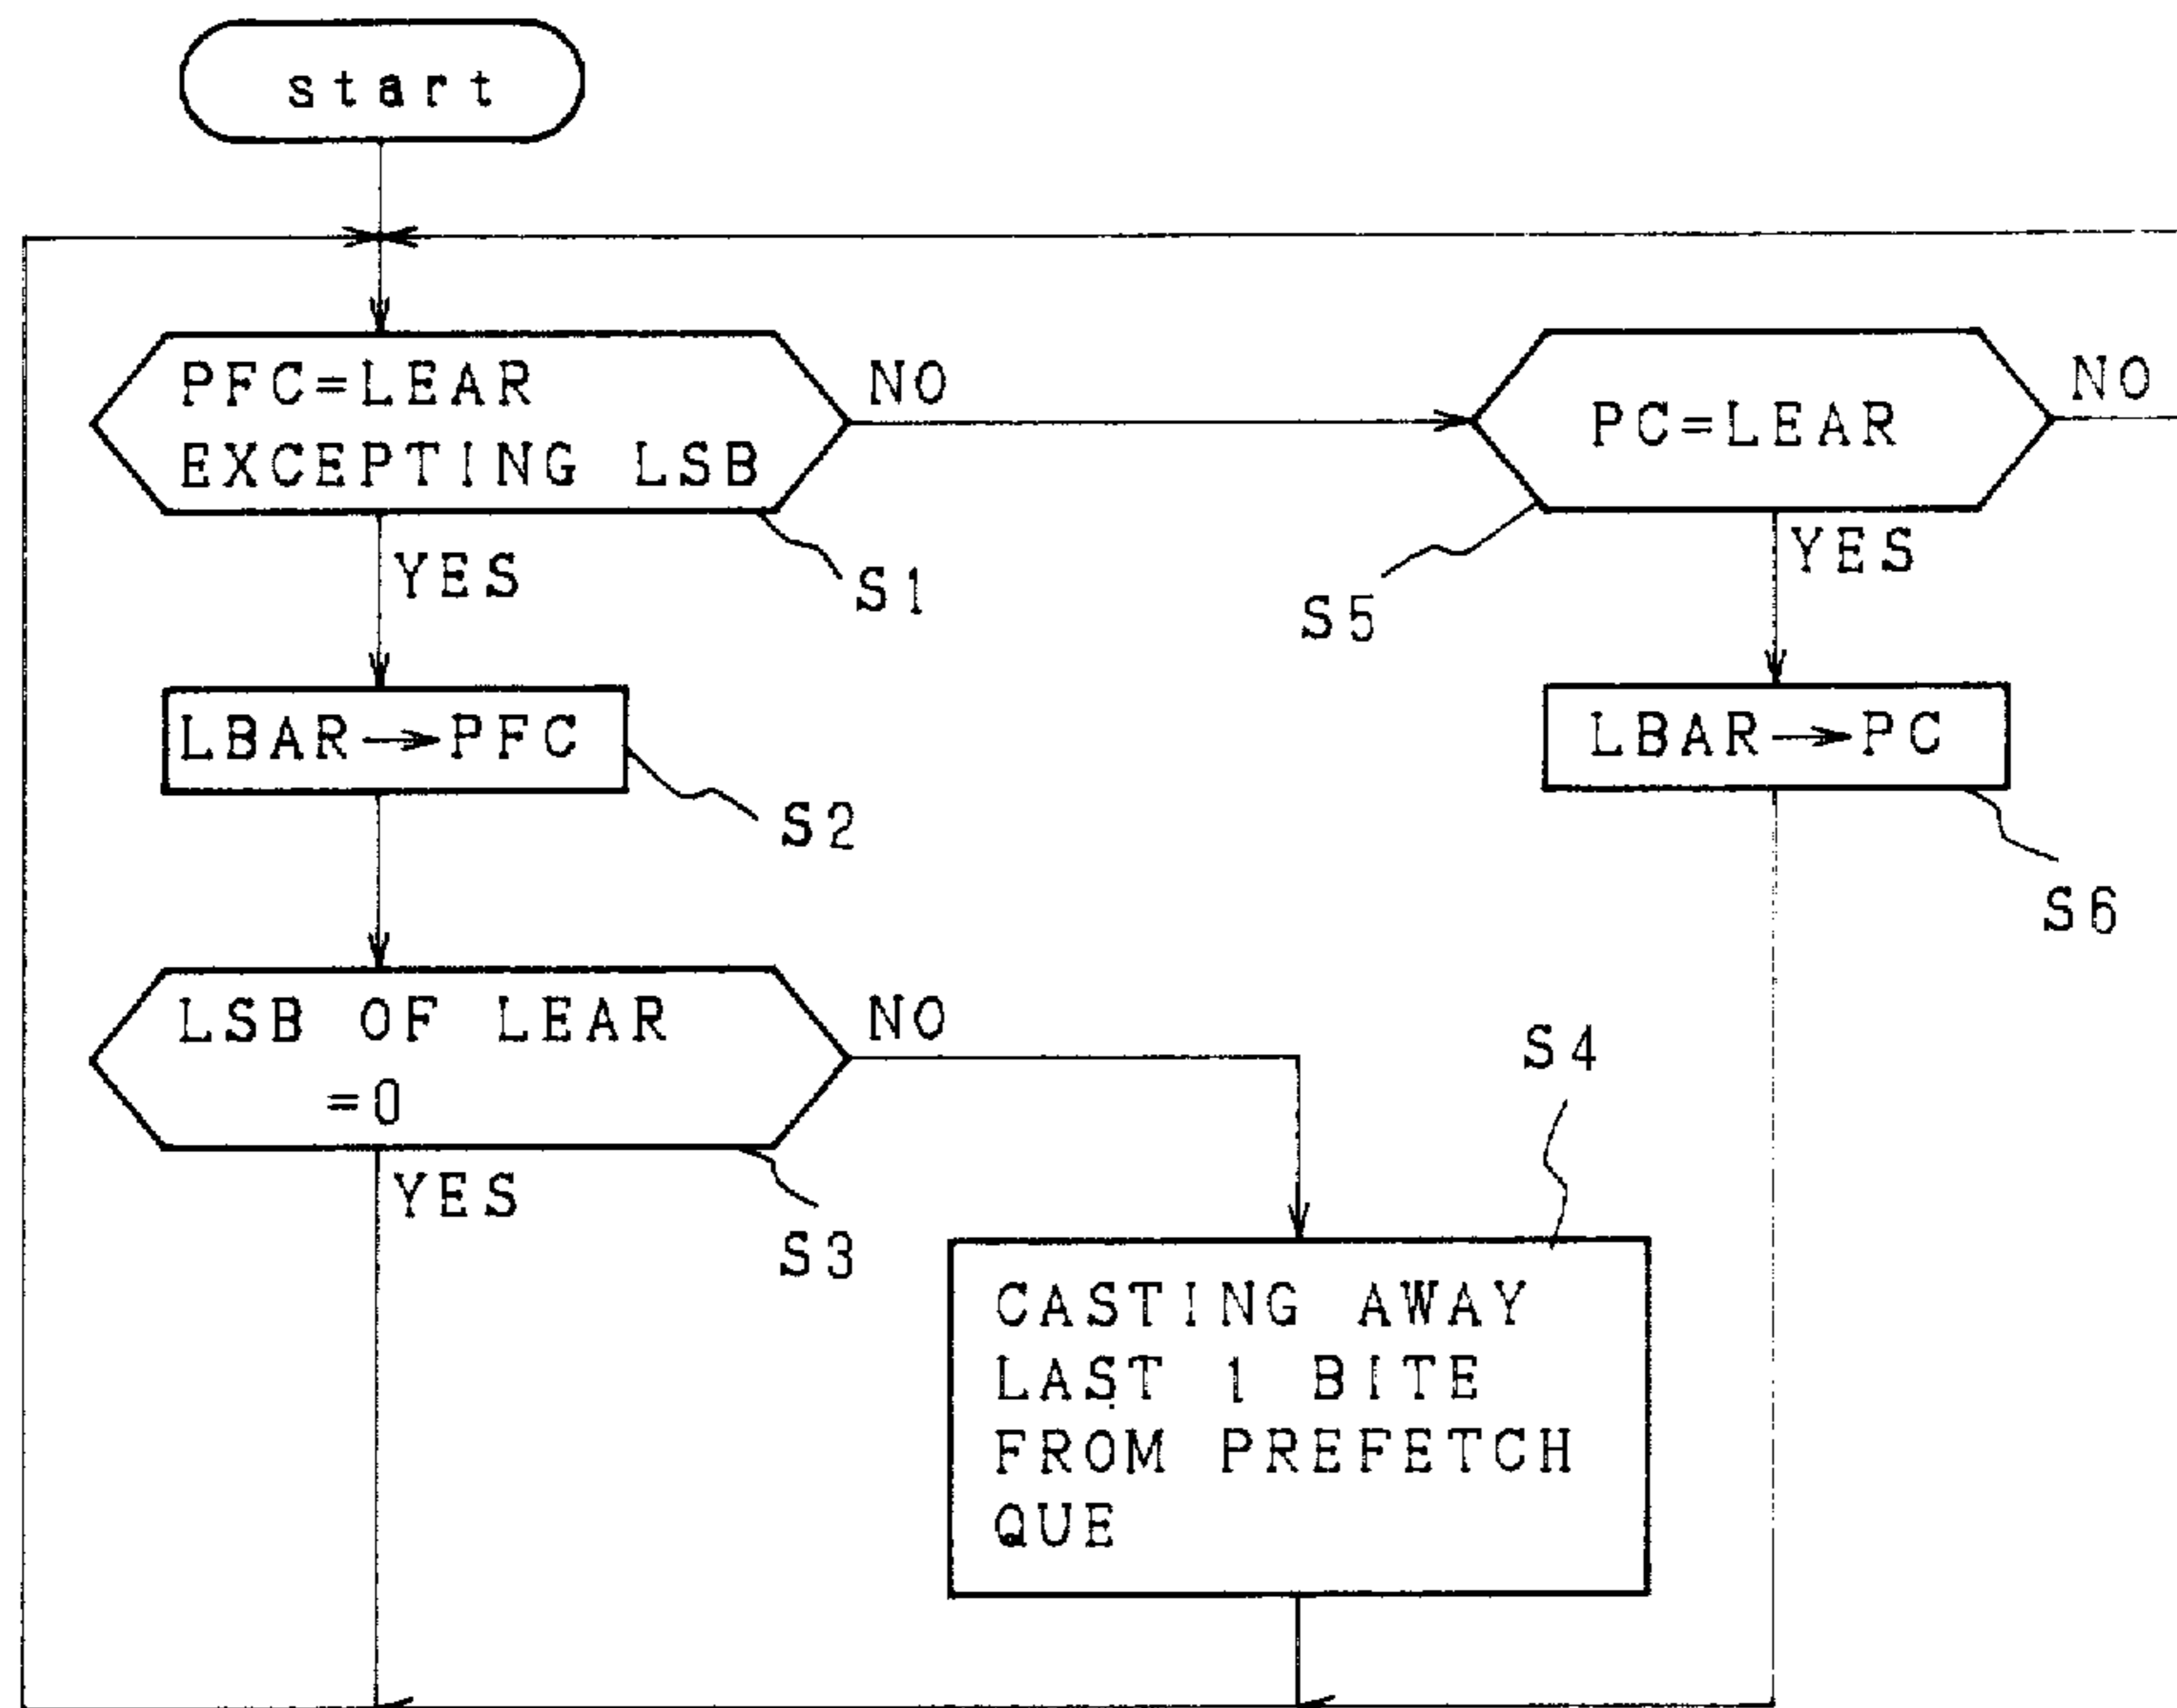 start
PFC=LEAR
EXCEPTING LSB
NO
YES
S1
PC=LEAR
NO
YES
S5
LBAR→PFC
S2
LBAR→PC
S6
LSB OF LEAR
=0
NO
YES
S3
S4
CASTING AWAY
LAST 1 BITE
FROM PREFETCH
QUE